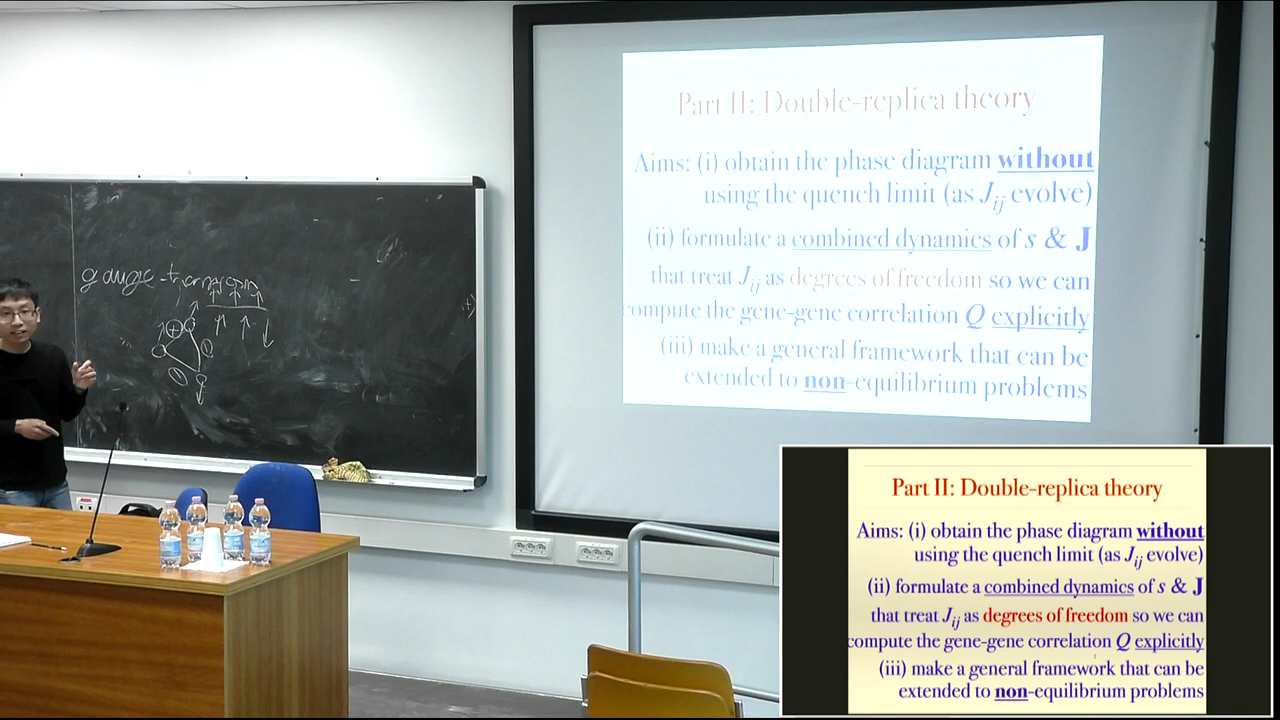 gauge-transform
Part II: Double-replica theory
Aims: (i) obtain the phase diagram without
using the quench limit (as Jij evolve)
(ii) formulate a combined dynamics of s & J
that treat Jij as degrees of freedom so we can
compute the gene-gene correlation Q explicitly
(iii) make a general framework that can be
extended to non-equilibrium problems
Part II: Double-replica theory
Aims: (i) obtain the phase diagram without
using the quench limit (as Jij evolve)
(ii) formulate a combined dynamics of s & J
that treat Jij as degrees of freedom so we can
compute the gene-gene correlation Q explicitly
(iii) make a general framework that can be
extended to non-equilibrium problems